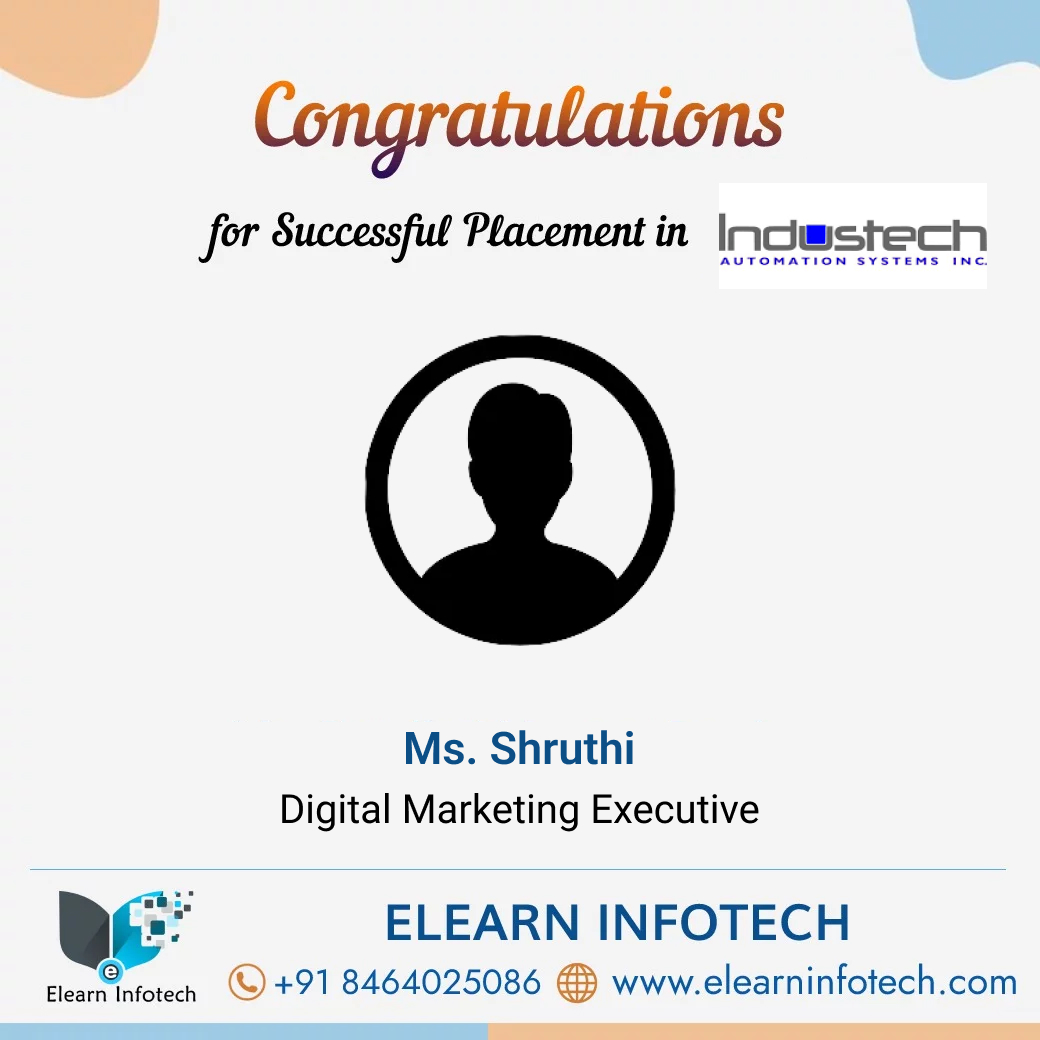 Congratulations
for Successful Placement in
Industech
AUTOMATION SYSTEMS INC.
Ms. Shruthi
Digital Marketing Executive
e
Elearn Infotech
ELEARN INFOTECH
+91 8464025086 www.elearninfotech.com